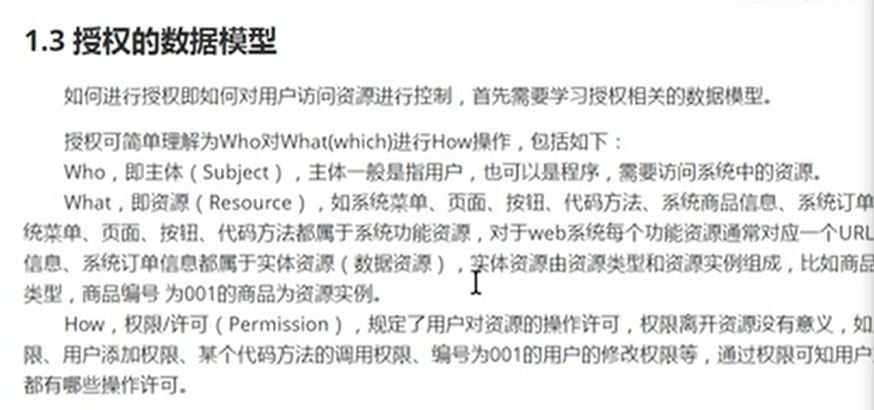 1.3 授权的数据模型
如何进行授权即如何对用户访问资源进行控制，首先需要学习授权相关的数据模型。
授权可简单理解为Who对What(which)进行How操作，包括如下：
Who，即主体（Subject），主体一般是指用户，也可以是程序，需要访问系统中的资源。
What，即资源（Resource），如系统菜单、页面、按钮、代码方法、系统商品信息、系统订单
统菜单、页面、按钮、代码方法都属于系统功能资源，对于web系统每个功能资源通常对应一个URL
信息、系统订单信息都属于实体资源（数据资源），实体资源由资源类型和资源实例组成，比如商品
类型，商品编号 为001的商品为资源实例。
How，权限/许可（Permission），规定了用户对资源的操作许可，权限离开资源没有意义，如
限、用户添加权限、某个代码方法的调用权限、编号为001的用户的修改权限等，通过权限可知用户
都有哪些操作许可。